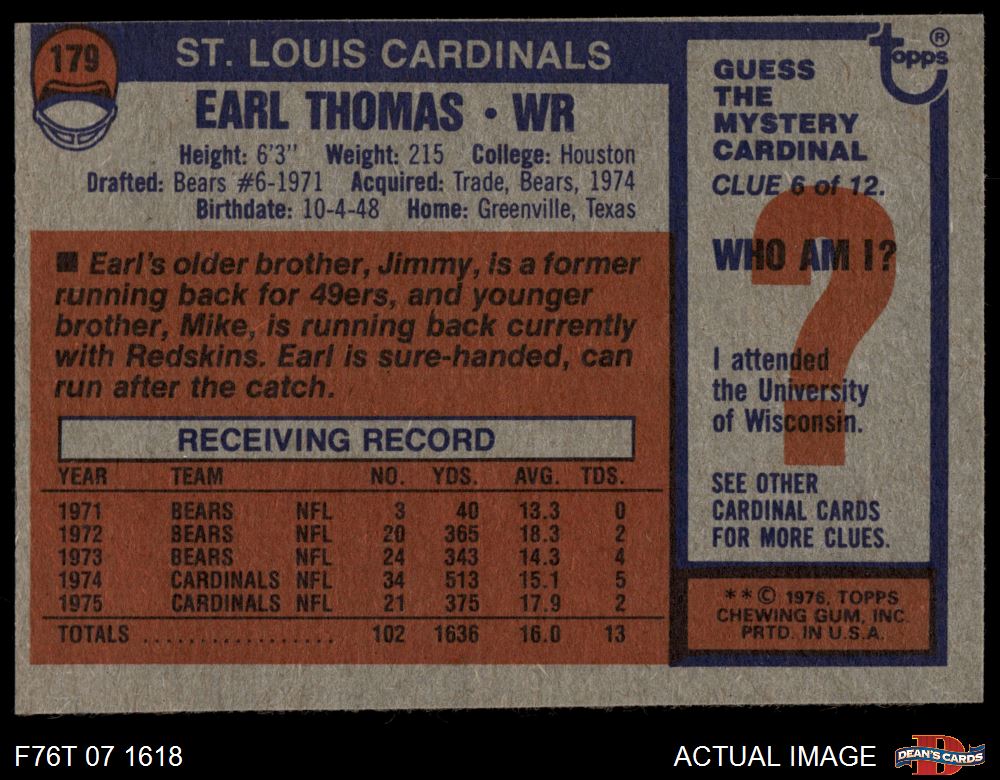 179
ST. LOUIS CARDINALS
EARL THOMAS • WR
Height: 6'3" Weight: 215 College: Houston
Drafted: Bears #6-1971 Acquired: Trade, Bears, 1974
Birthdate: 10-4-48 Home: Greenville, Texas
■ Earl's older brother, Jimmy, is a former
running back for 49ers, and younger
brother, Mike, is running back currently
with Redskins. Earl is sure-handed, can
run after the catch.
RECEIVING RECORD
YEAR TEAM NO. YDS. AVG. TDS.
1971 BEARS NFL 3 40 13.3 0
1972 BEARS NFL 20 365 18.3 2
1973 BEARS NFL 24 343 14.3 4
1974 CARDINALS NFL 34 513 15.1 5
1975 CARDINALS NFL 21 375 17.9 2
TOTALS .................. 102 1636 16.0 13
Topps®
GUESS
THE
MYSTERY
CARDINAL
CLUE 6 of 12.
WHO AM I?
?
I attended
the University
of Wisconsin.
SEE OTHER
CARDINAL CARDS
FOR MORE CLUES.
**© 1976, TOPPS
CHEWING GUM, INC.
PRTD. IN U.S.A.
F76T 07 1618
ACTUAL IMAGE
DEAN'S CARDS